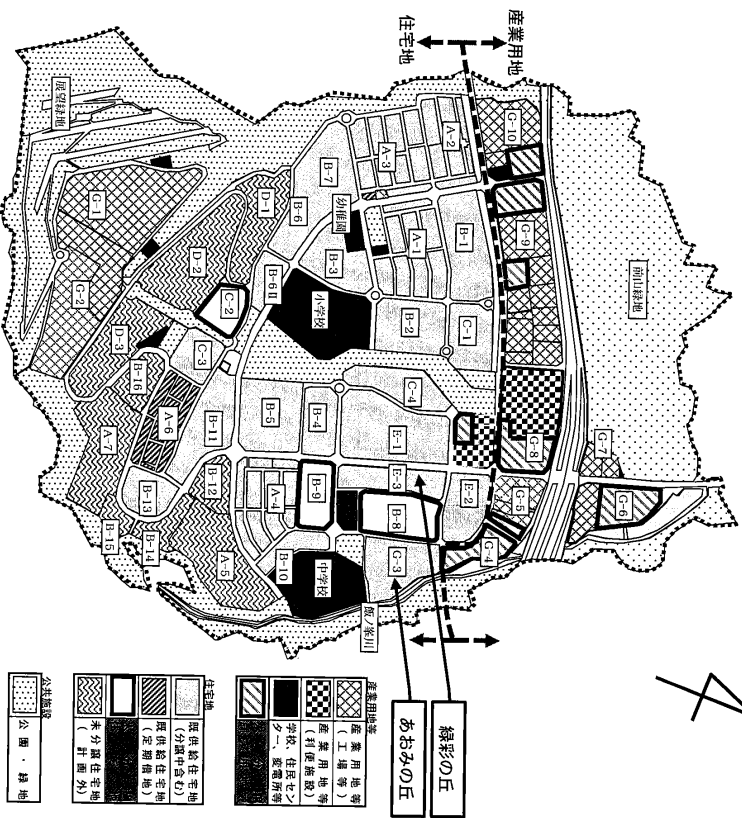 産業用地
住宅地
展望緑地
前山緑地
G-10
G-9
G-8
G-7
G-6
G-5
G-4
G-3
G-1
G-2
A-2
A-3
A-1
B-1
B-7
B-6
幼稚園
B-3
小学校
B-2
C-1
D-1
D-2
B-6Ⅱ
C-2
D-3
C-3
B-16
A-6
A-7
B-11
B-5
B-4
C-4
E-1
E-3
E-2
B-9
B-8
A-4
B-12
B-13
A-5
B-10
B-14
B-15
中学校
飯ノ峯川
緑彩の丘
あおみの丘
産業用地等
産業用地等
(工場等)
産業用地等
(利便施設)
学校、住民セン
ター、変電所等
住宅地
既供給住宅地
(分譲中含む)
既供給住宅地
(定期借地)
未分譲住宅地
(計画外)
公共施設
公園・緑地